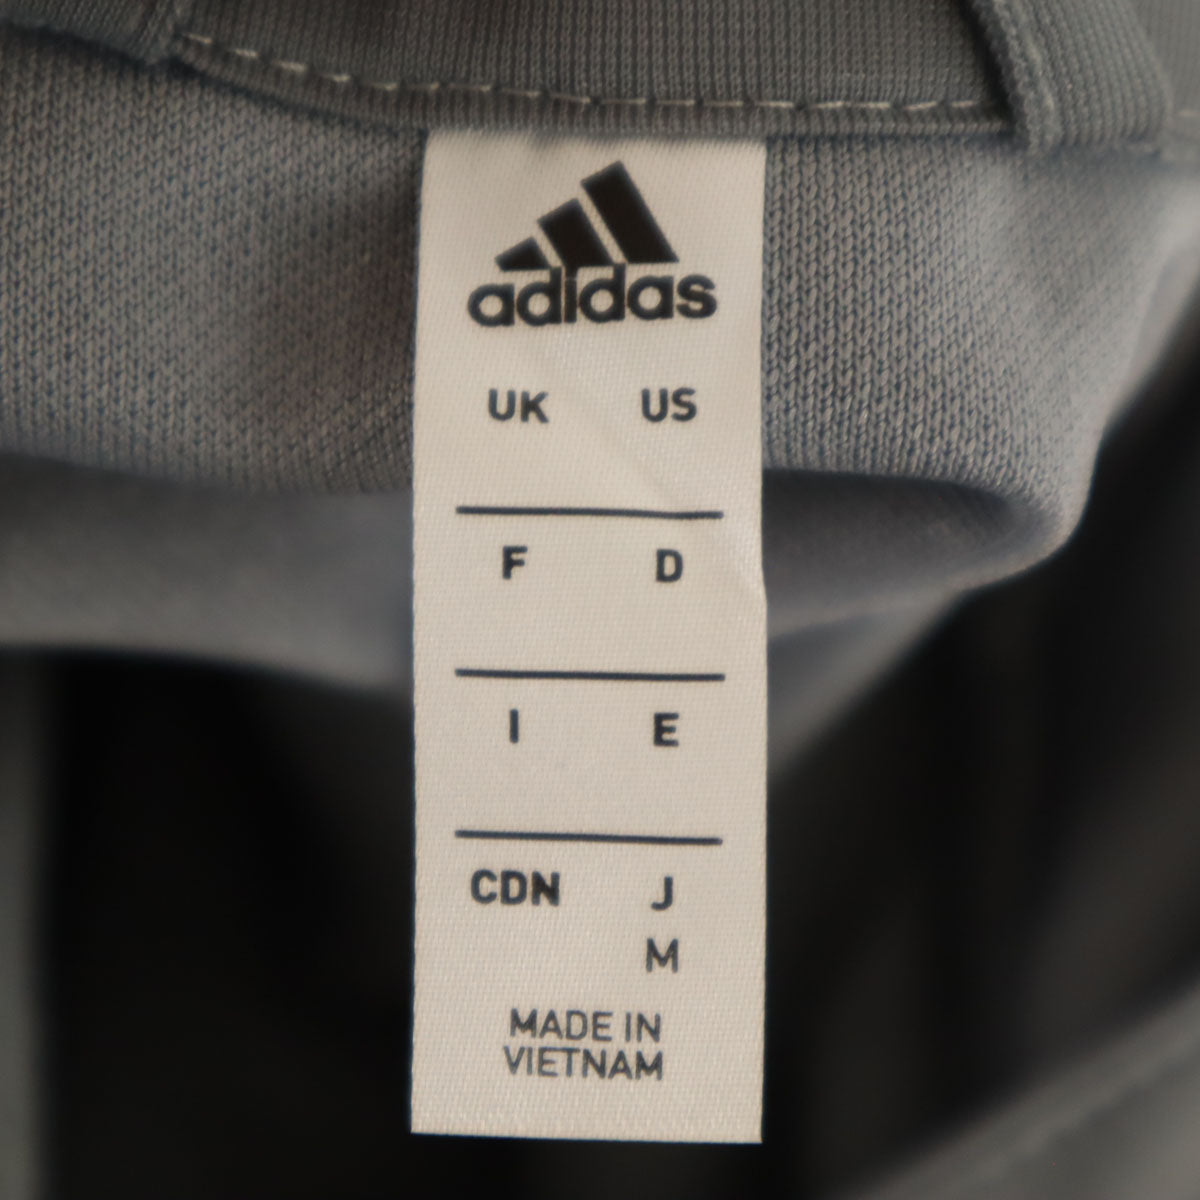 adidas
UK US
F D
I E
CDN J
M
MADE IN
VIETNAM